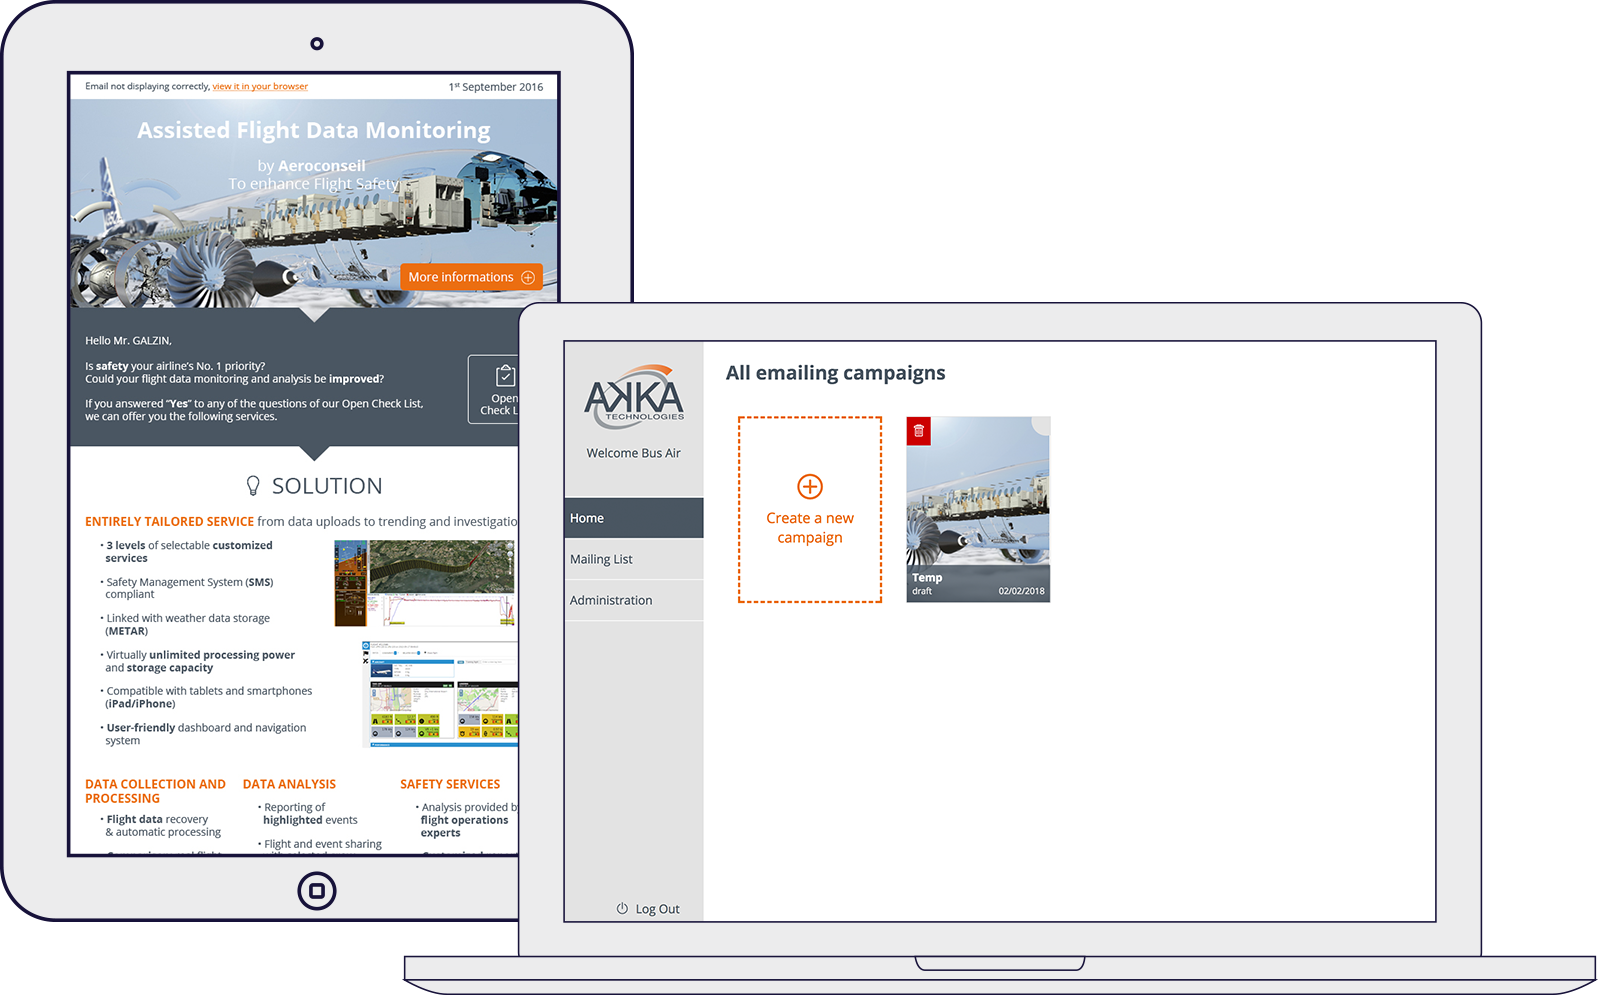 Email not displaying correctly, view it in your browser
1st September 2016
Assisted Flight Data Monitoring
by Aeroconseil
To enhance Flight Safety
More informations
Hello Mr. GALZIN,
Is safety your airline's No. 1 priority?
Could your flight data monitoring and analysis be improved?
If you answered "Yes" to any of the questions of our Open Check List,
we can offer you the following services.
Open
Check L
SOLUTION
ENTIRELY TAILORED SERVICE from data uploads to trending and investigatio
• 3 levels of selectable customized
services
• Safety Management System (SMS)
compliant
• Linked with weather data storage
(METAR)
• Virtually unlimited processing power
and storage capacity
• Compatible with tablets and smartphones
(iPad/iPhone)
• User-friendly dashboard and navigation
system
DATA COLLECTION AND
PROCESSING
• Flight data recovery
& automatic processing
DATA ANALYSIS
• Reporting of
highlighted events
• Flight and event sharing
SAFETY SERVICES
• Analysis provided b
flight operations
experts
AKKA
TECHNOLOGIES
Welcome Bus Air
Home
Mailing List
Administration
Log Out
All emailing campaigns
Create a new
campaign
Temp
draft
02/02/2018